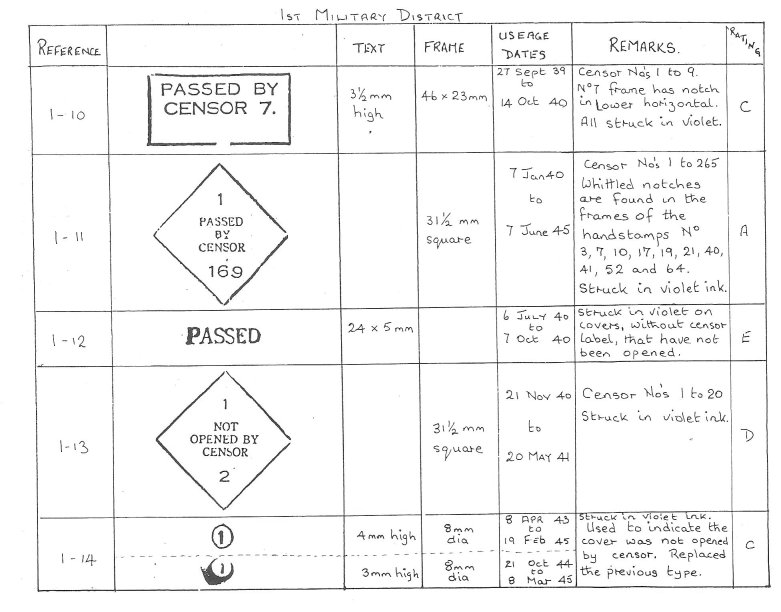 1ST MILITARY DISTRICT
REFERENCE
TEXT
FRAME
USEAGE
DATES
REMARKS.
RATING
1-10
PASSED BY
CENSOR 7.
3½mm
high
46 x 23mm
27 Sept 39
to
14 Oct 40
Censor No's 1 to 9.
Nº7 frame has notch
in Lower horizontal.
All struck in violet.
C
1-11
1
PASSED
BY
CENSOR
169
31½ mm
square
7 Jan 40
to
7 June 45
Censor No's 1 to 265
Whittled notches
are found in the
frames of the
handstamps Nº
3, 7, 10, 17, 19, 21, 40,
41, 52 and 64.
Struck in violet ink.
A
1-12
PASSED
24 x 5mm
6 JULY 40
to
7 Oct 40
Struck in violet on
covers, without censor
label, that have not
been opened.
E
1-13
1
NOT
OPENED BY
CENSOR
2
31½ mm
square
21 Nov 40
to
20 MAY 41
Censor No's 1 to 20
Struck in violet ink.
D
1-14
1
4mm high
8mm
dia
8 APR 43
to
19 Feb 45
1
3mm high
8mm
dia
21 Oct 44
to
8 Mar 45
Struck in violet ink.
Used to indicate the
cover was not opened
by censor. Replaced
the previous type.
C